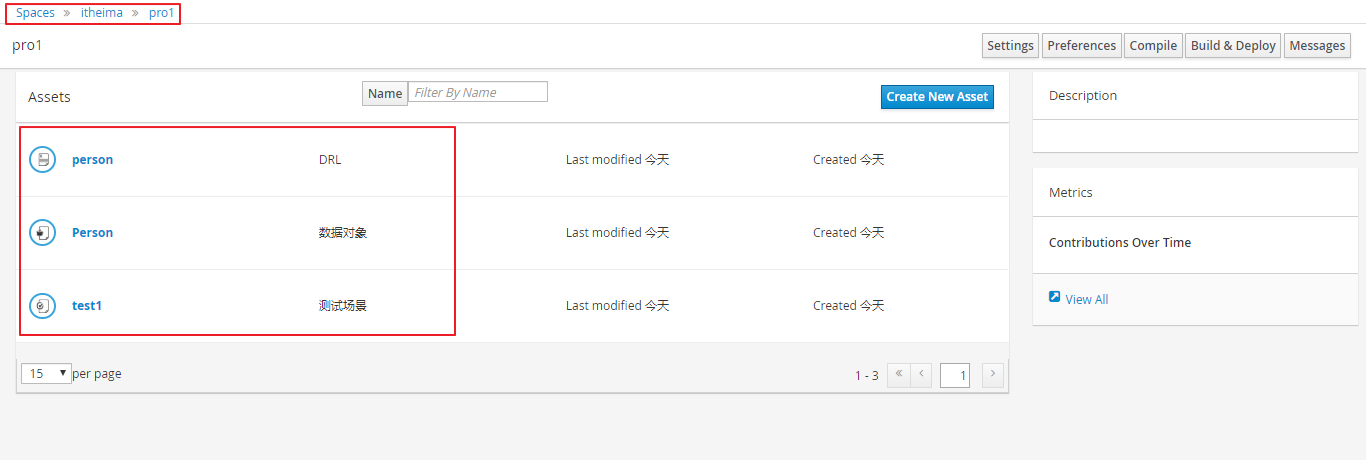 Spaces » itheima » pro1
pro1 Settings Preferences Compile Build & Deploy Messages
Assets Name Filter By Name Create New Asset
person DRL Last modified 今天 Created 今天
Person 数据对象 Last modified 今天 Created 今天
test1 测试场景 Last modified 今天 Created 今天
15 per page 1 - 3 « ‹ 1 ›
Description
Metrics
Contributions Over Time
View All